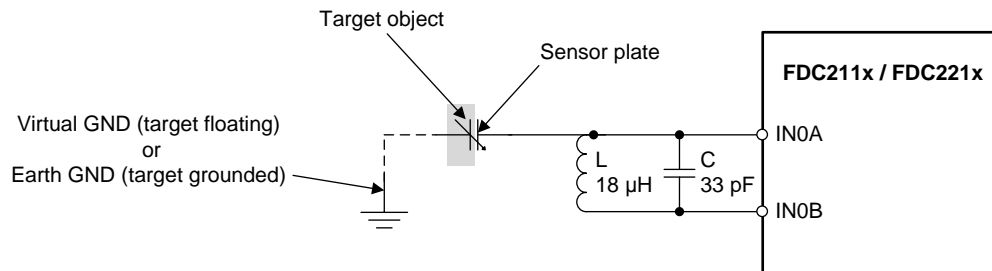 Target object
Sensor plate
FDC211x / FDC221x
Virtual GND (target floating)
or
Earth GND (target grounded)
IN0A
L
18 µH
C
33 pF
IN0B